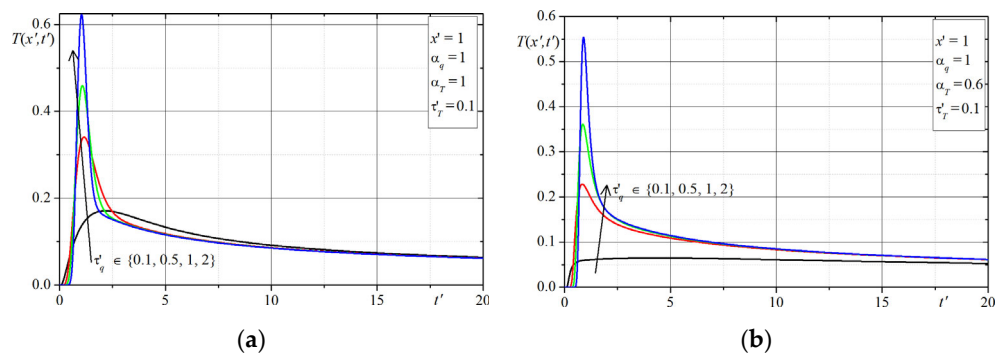 0.6
T(x′,t′)
0.4
0.2
0.0
0
5
10
15
20
t′
x′ = 1
α_q = 1
α_T = 1
τ′_T = 0.1
τ′_q ∈ {0.1, 0.5, 1, 2}
(a)
0.6
T(x′,t′)
0.5
0.4
0.3
0.2
0.1
0.0
0
5
10
15
20
t′
x′ = 1
α_q = 1
α_T = 0.6
τ′_T = 0.1
τ′_q ∈ {0.1, 0.5, 1, 2}
(b)